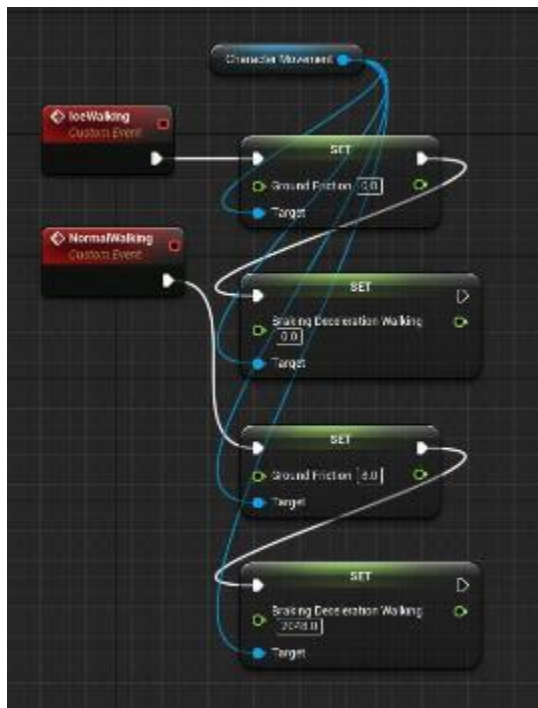 Character Movement
IceWalking
Custom Event
SET
Ground Friction 0.0
Target
NormalWalking
Custom Event
SET
Braking Deceleration Walking
0.0
Target
SET
Ground Friction 8.0
Target
SET
Braking Deceleration Walking
2048.0
Target